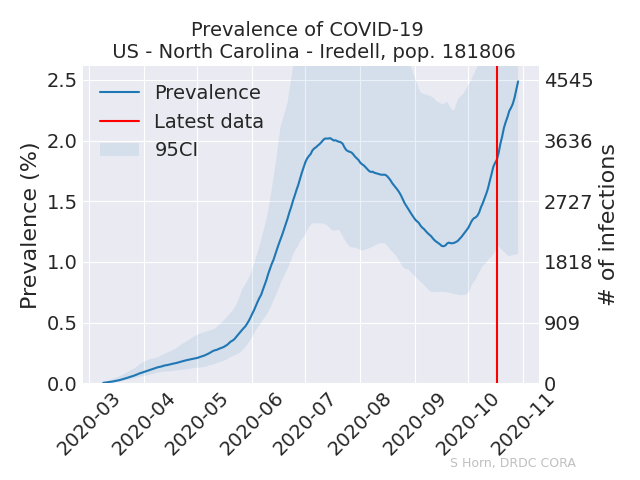 Prevalence of COVID-19
US - North Carolina - Iredell, pop. 181806
Prevalence
Latest data
95CI
Prevalence (%)
2.5
2.0
1.5
1.0
0.5
0.0
4545
3636
2727
1818
909
0
# of infections
2020-03
2020-04
2020-05
2020-06
2020-07
2020-08
2020-09
2020-10
2020-11
S Horn, DRDC CORA